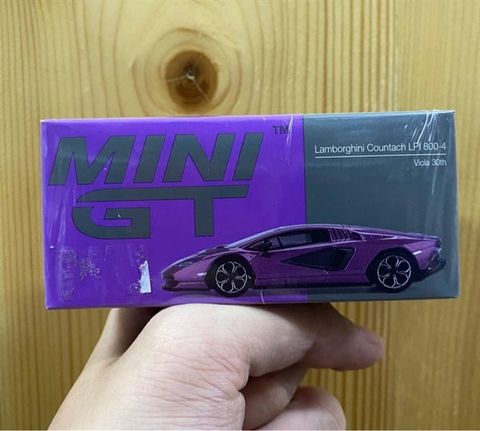 MINI
GT
TM
Lamborghini Countach LPI 800-4
Viola 30th